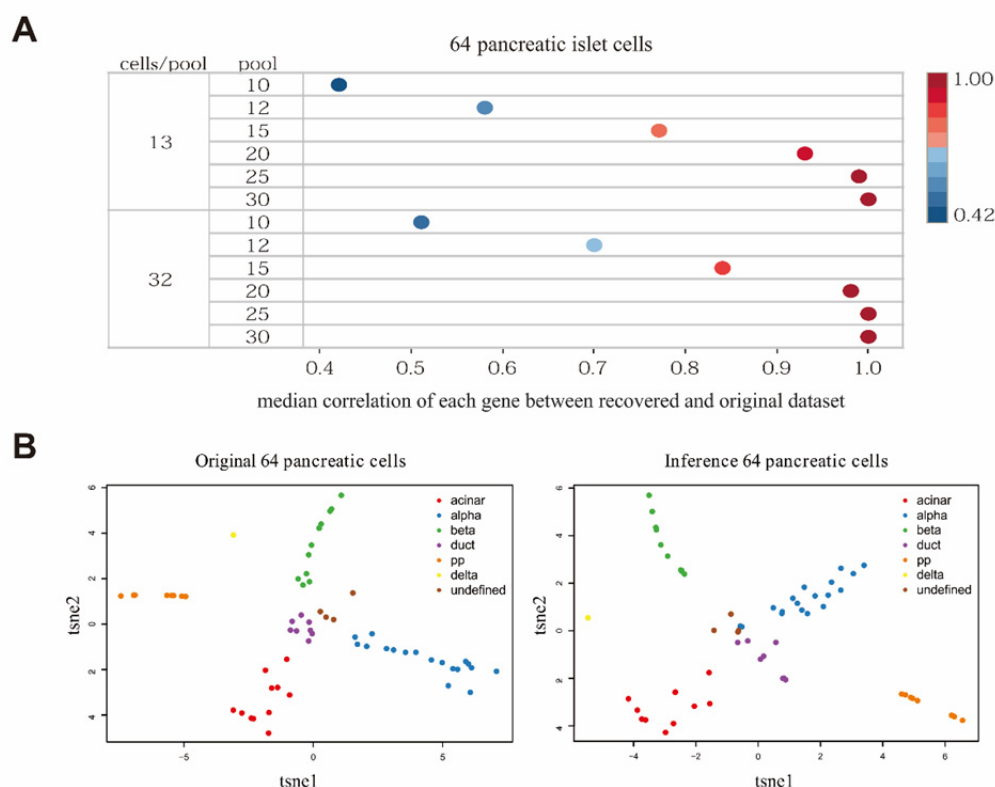 A
64 pancreatic islet cells
cells/pool pool
13
10
12
15
20
25
30
32
10
12
15
20
25
30
1.00
0.42
0.4 0.5 0.6 0.7 0.8 0.9 1.0
median correlation of each gene between recovered and original dataset
B
Original 64 pancreatic cells
acinar
alpha
beta
duct
pp
delta
undefined
6
4
2
0
2
4
tsne2
−5 0 5
tsne1
Inference 64 pancreatic cells
acinar
alpha
beta
duct
pp
delta
undefined
6
4
2
0
2
4
tsne2
−4 −2 0 2 4 6
tsne1